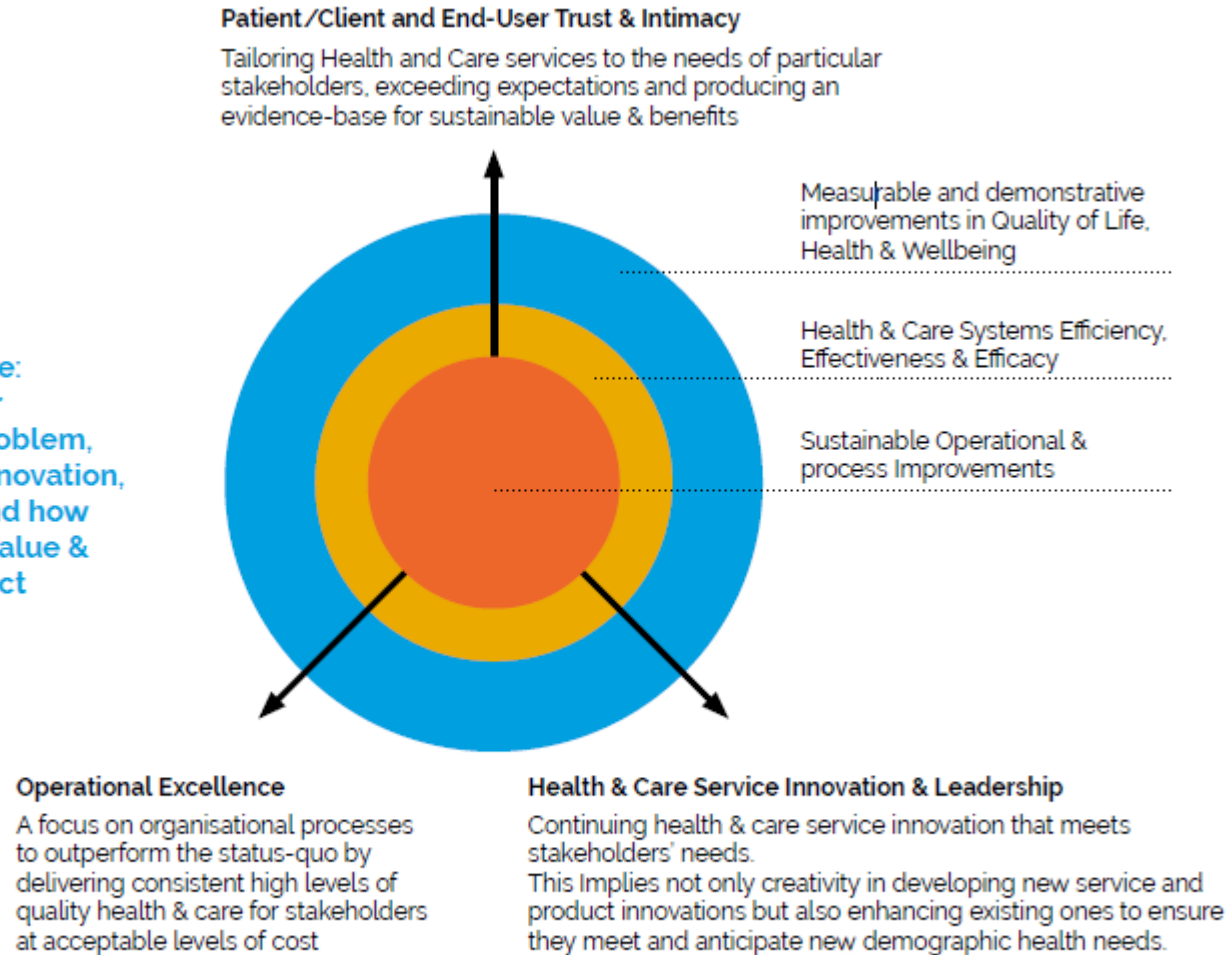 Patient/Client and End-User Trust & Intimacy
Tailoring Health and Care services to the needs of particular
stakeholders, exceeding expectations and producing an
evidence-base for sustainable value & benefits
Measurable and demonstrative
improvements in Quality of Life,
Health & Wellbeing
Health & Care Systems Efficiency,
Effectiveness & Efficacy
Sustainable Operational &
process Improvements
and how
Operational Excellence
A focus on organisational processes
to outperform the status-quo by
delivering consistent high levels of
quality health & care for stakeholders
at acceptable levels of cost
Health & Care Service Innovation & Leadership
Continuing health & care service innovation that meets
stakeholders' needs.
This Implies not only creativity in developing new service and
product innovations but also enhancing existing ones to ensure
they meet and anticipate new demographic health needs.